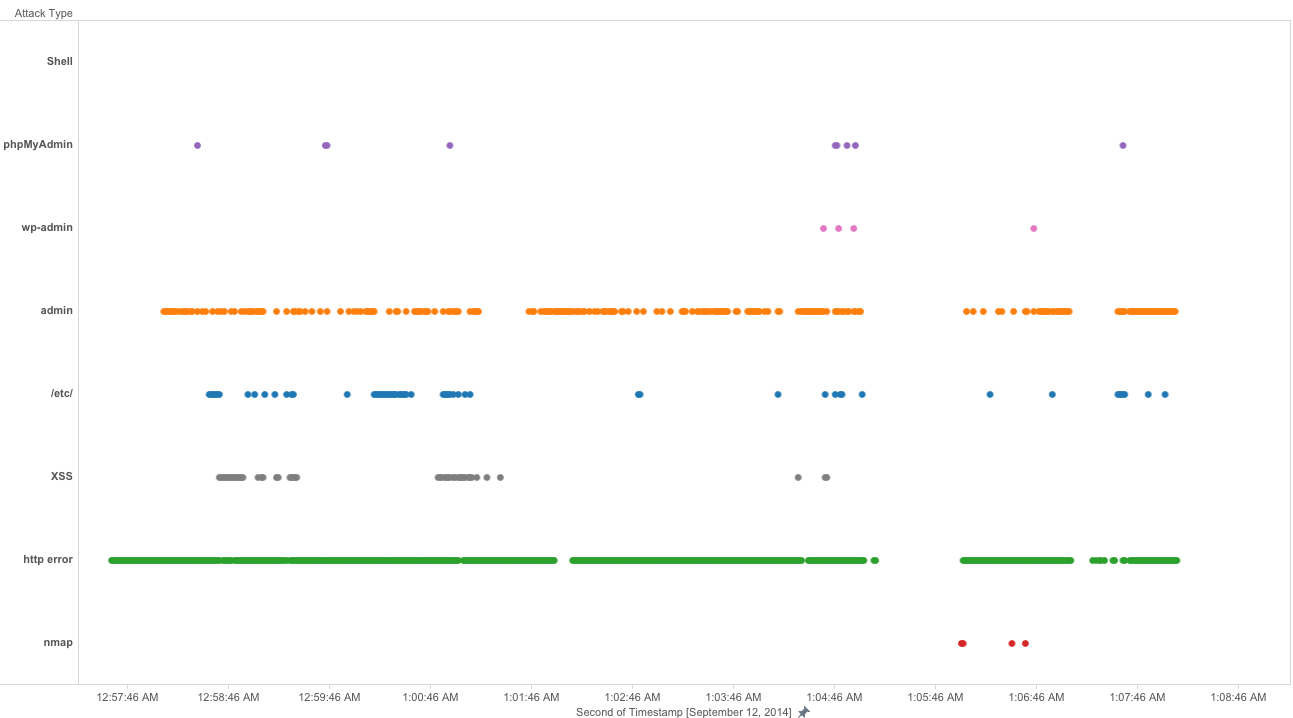 Attack Type
Shell
phpMyAdmin
wp-admin
admin
/etc/
XSS
http error
nmap
12:57:46 AM 12:58:46 AM 12:59:46 AM 1:00:46 AM 1:01:46 AM 1:02:46 AM 1:03:46 AM 1:04:46 AM 1:05:46 AM 1:06:46 AM 1:07:46 AM 1:08:46 AM
Second of Timestamp [September 12, 2014]